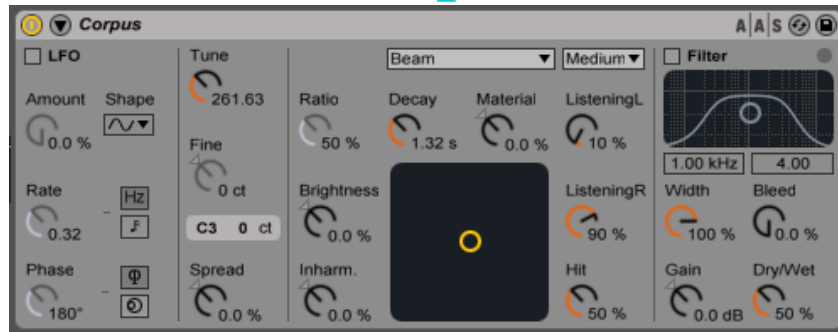 Corpus
A|A|S
LFO
Amount Shape
0.0 %
Rate
Hz
0.32
Phase
Φ
180°
Tune
261.63
Fine
0 ct
C3 0 ct
Spread
0.0 %
Beam Medium
Ratio Decay Material ListeningL
50 % 1.32 s 0.0 % 10 %
Brightness ListeningR
0.0 % 90 %
Inharm. Hit
0.0 % 50 %
Filter
1.00 kHz 4.00
Width Bleed
100 % 0.0 %
Gain Dry/Wet
0.0 dB 50 %